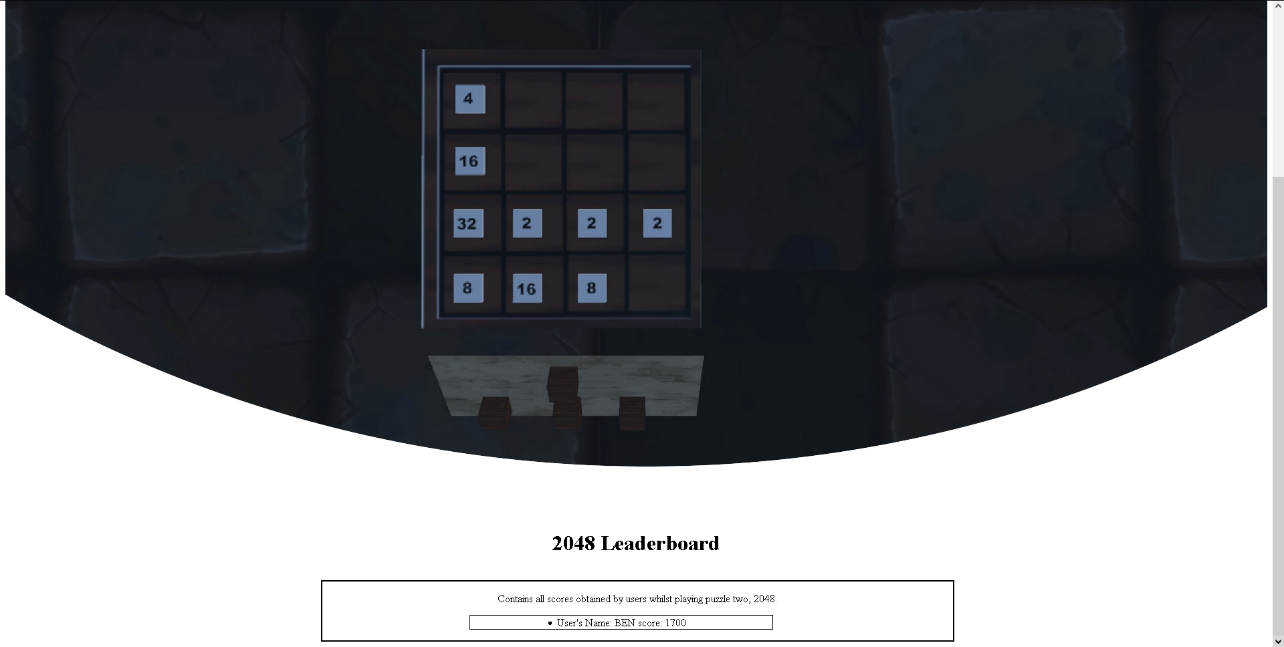 4
16
32 2 2 2
8 16 8
2048 Leaderboard
Contains all scores obtained by users whilst playing puzzle two, 2048.
• User's Name: BEN score: 1700